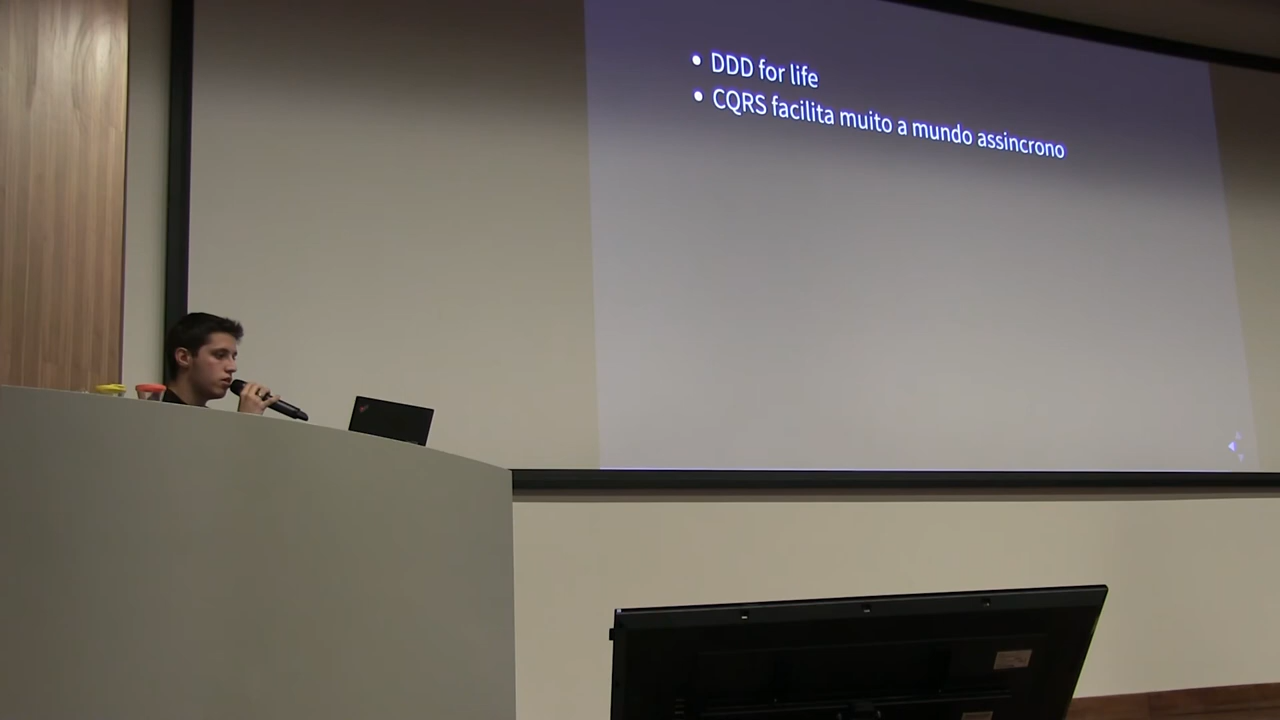 • DDD for life
• CQRS facilita muito a mundo assincrono